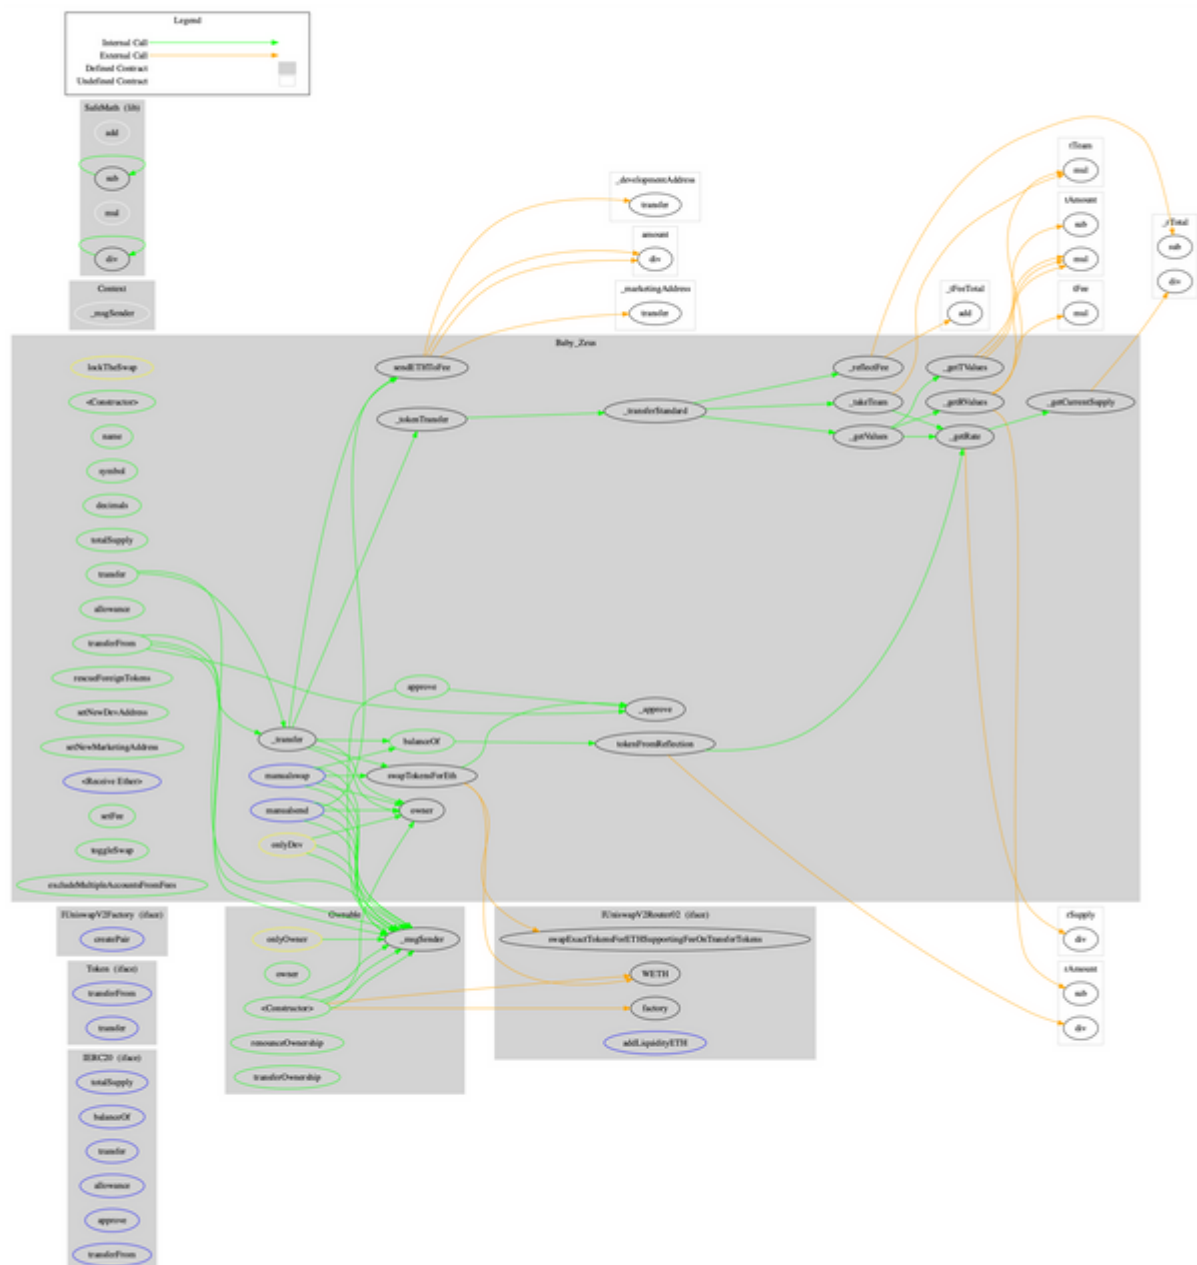 Legend
Internal Call
External Call
Defined Contract
Undefined Contract
SafeMath (lib)
add
sub
mul
div
Context
_msgSender
_developmentAddress
transfer
amount
div
_marketingAddress
transfer
_tFeeTotal
add
tTeam
mul
tAmount
sub
mul
tFee
mul
_rTotal
sub
div
Baby_Zeus
lockTheSwap
<Constructor>
name
symbol
decimals
totalSupply
transfer
allowance
transferFrom
rescueForeignTokens
setNewDevAddress
setNewMarketingAddress
<Receive Ether>
setFee
toggleSwap
excludeMultipleAccountsFromFees
_transfer
manualswap
manualsend
onlyDev
sendETHToFee
_tokenTransfer
approve
balanceOf
swapTokensForEth
owner
_transferStandard
_approve
tokenFromReflection
_reflectFee
_takeTeam
_getValues
_getTValues
_getRValues
_getRate
_getCurrentSupply
IUniswapV2Factory (iface)
createPair
Token (iface)
transferFrom
transfer
IERC20 (iface)
totalSupply
balanceOf
transfer
allowance
approve
transferFrom
Ownable
onlyOwner
owner
<Constructor>
renounceOwnership
transferOwnership
_msgSender
IUniswapV2Router02 (iface)
swapExactTokensForETHSupportingFeeOnTransferTokens
WETH
factory
addLiquidityETH
rSupply
div
rAmount
sub
div